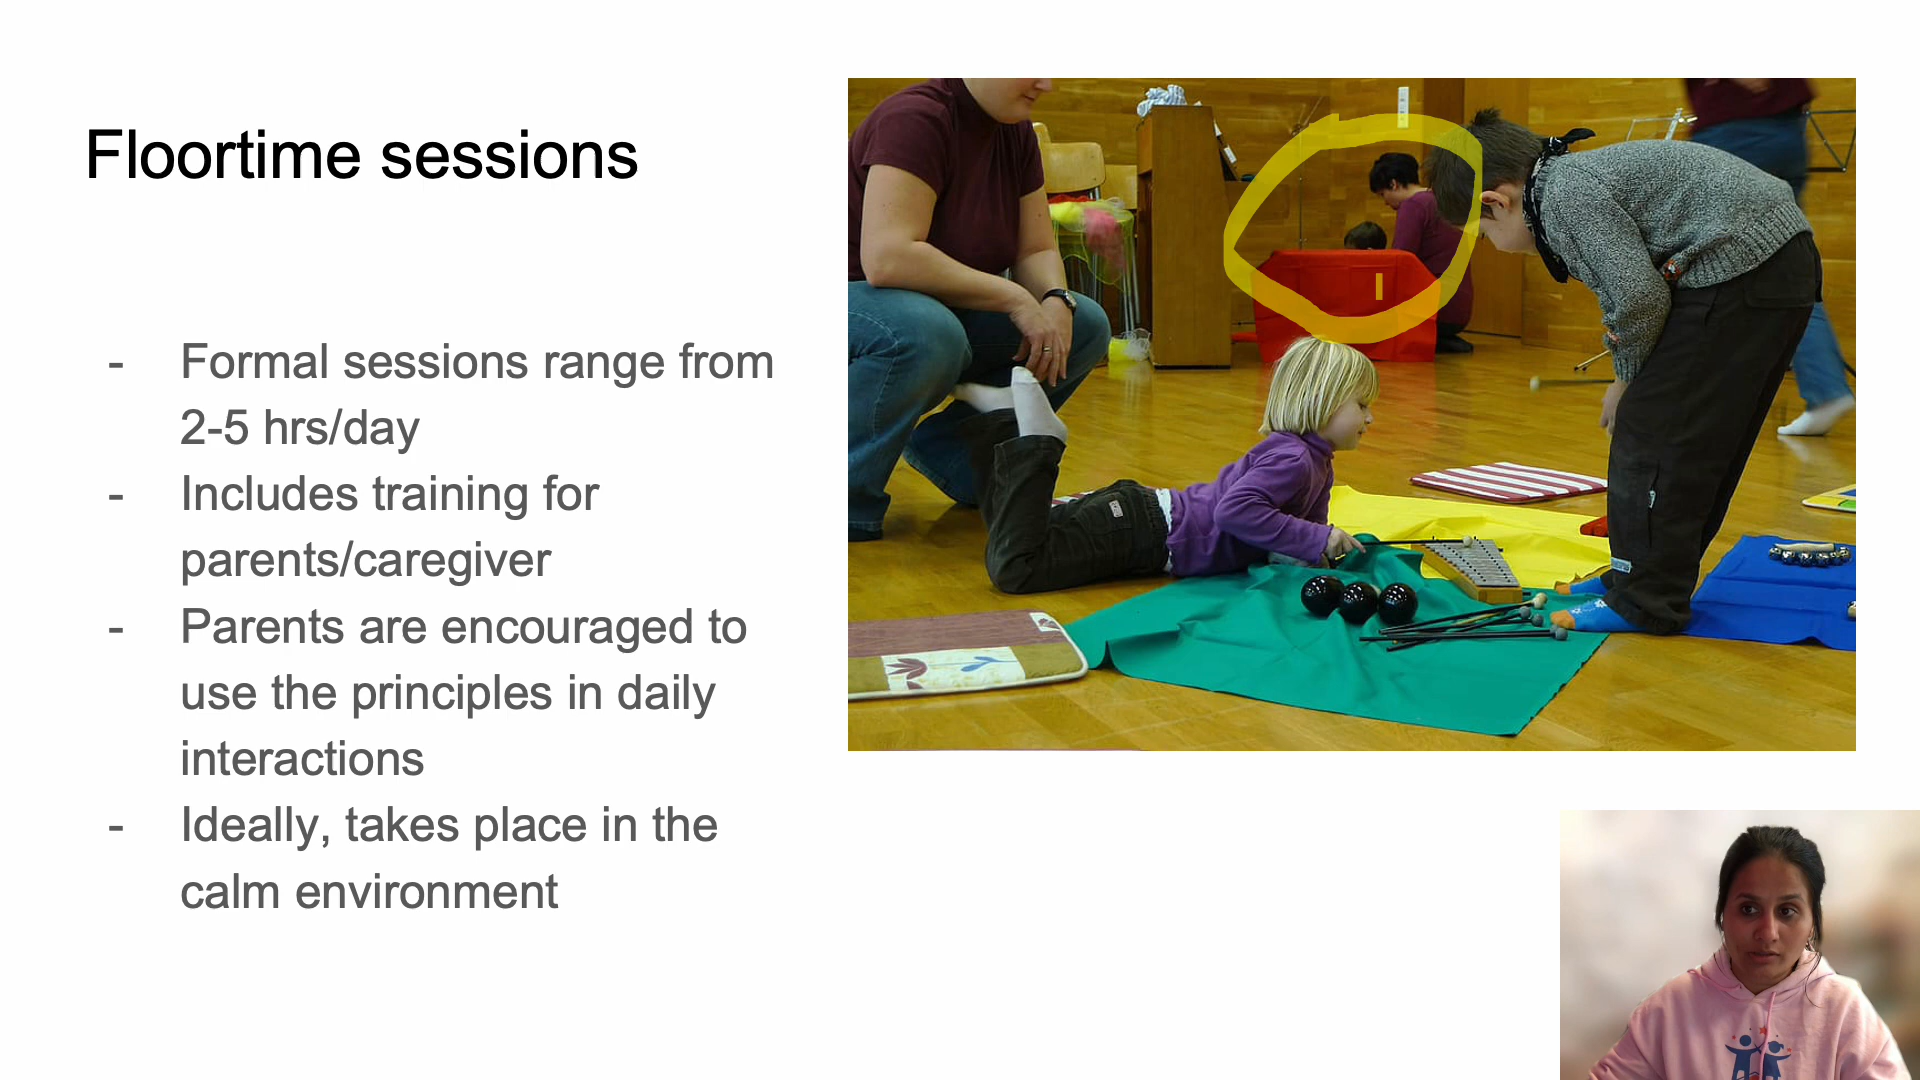 Floortime sessions
- Formal sessions range from
2-5 hrs/day
- Includes training for
parents/caregiver
- Parents are encouraged to
use the principles in daily
interactions
- Ideally, takes place in the
calm environment